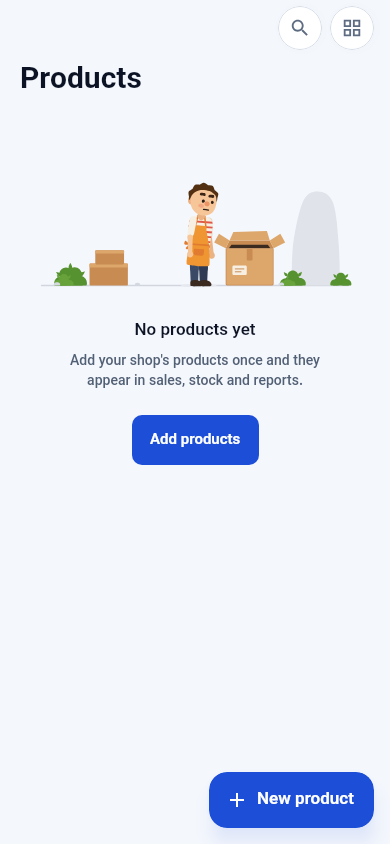 Products
No products yet
Add your shop's products once and they
appear in sales, stock and reports.
Add products
New product